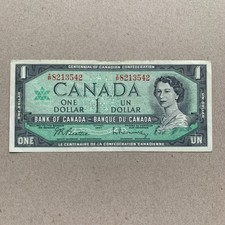 CENTENNIAL OF CANADIAN CONFEDERATION
1 CANADA 1
8213542 8213542
ONE DOLLAR UN DOLLAR
BANK OF CANADA - BANQUE DU CANADA
ONE UN
CENTENAIRE DE LA CONFÉDÉRATION CANADIENNE